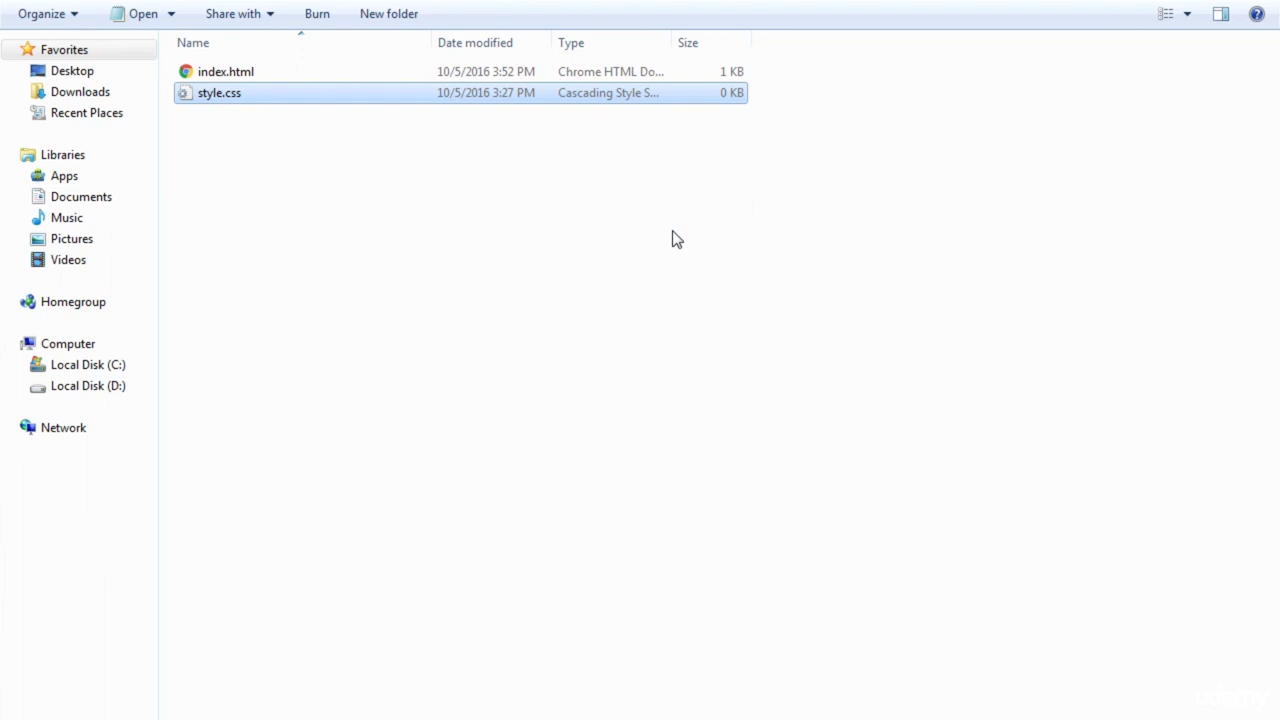 Organize Open Share with Burn New folder
Name Date modified Type Size
Favorites
Desktop
Downloads
Recent Places
Libraries
Apps
Documents
Music
Pictures
Videos
Homegroup
Computer
Local Disk (C:)
Local Disk (D:)
Network
index.html 10/5/2016 3:52 PM Chrome HTML Do... 1 KB
style.css 10/5/2016 3:27 PM Cascading Style S... 0 KB
udemy